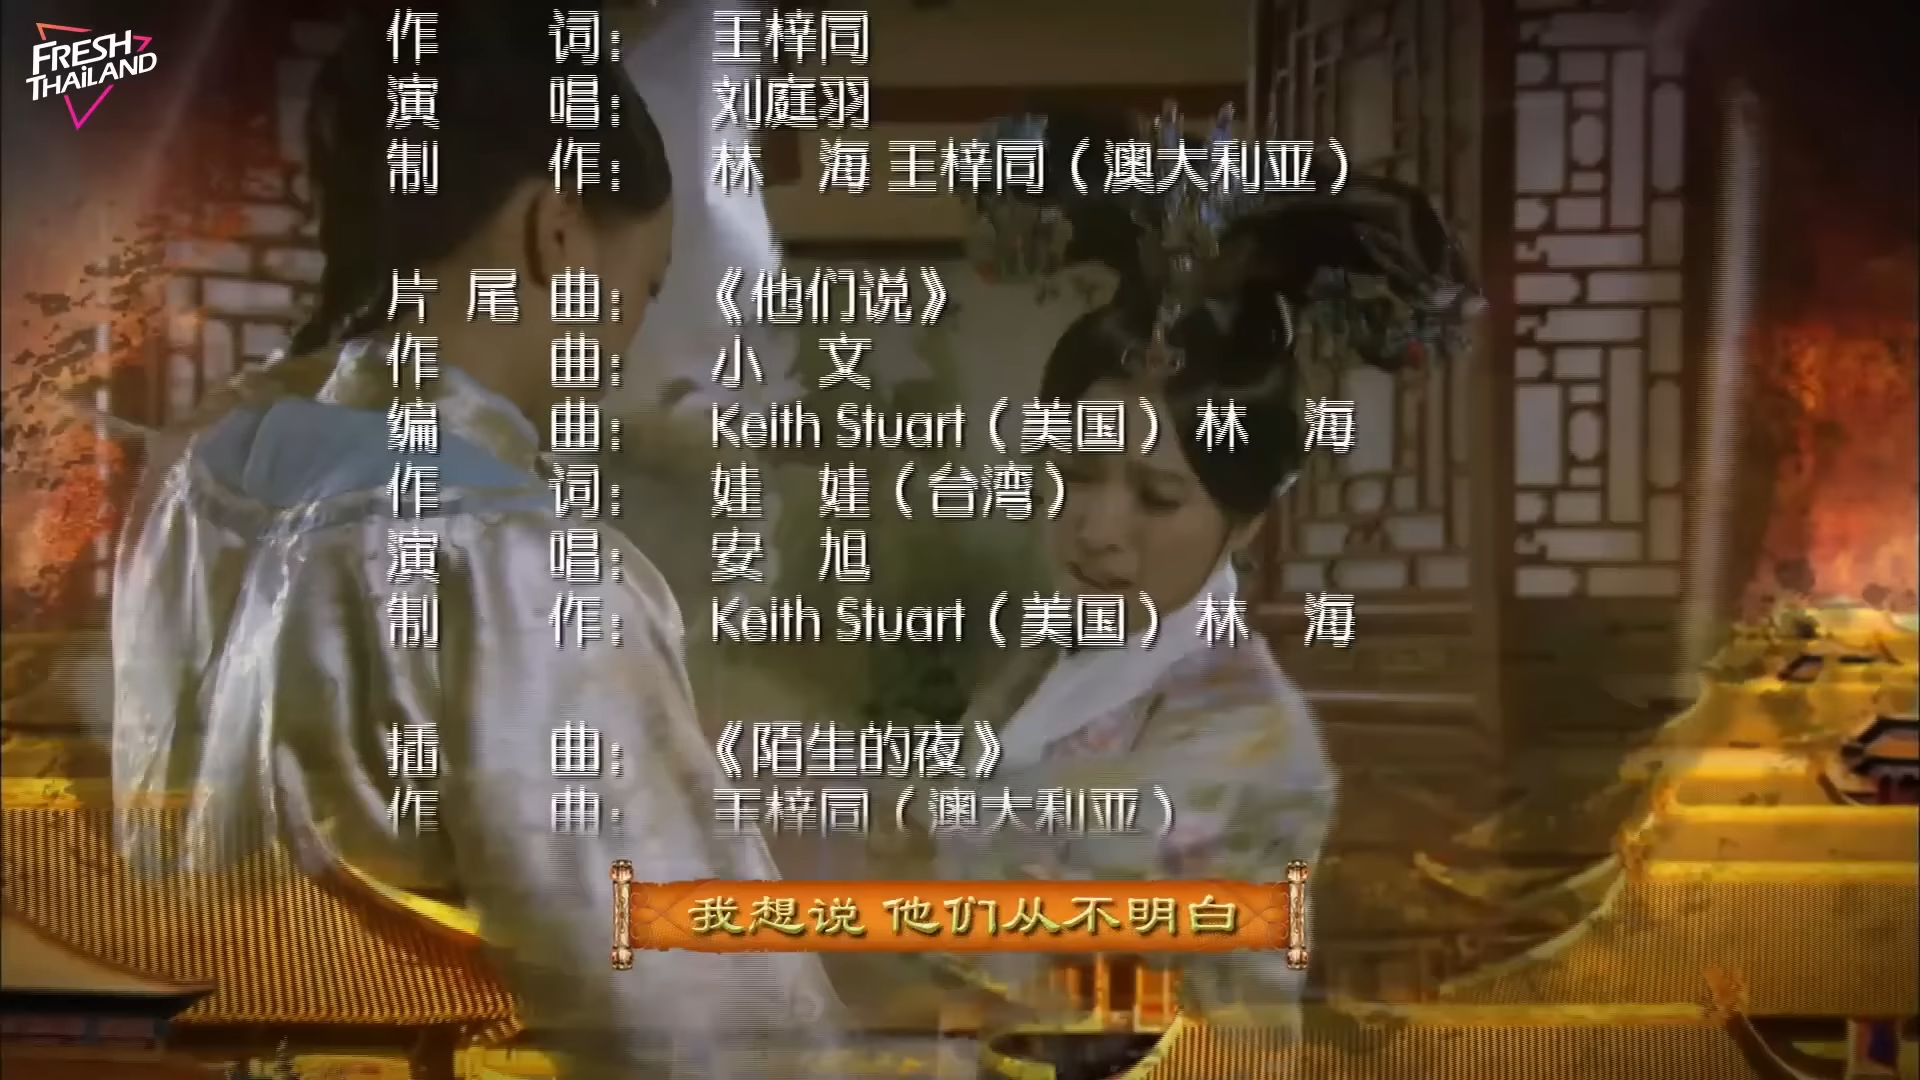 FRESH
THAILAND
作 词： 王梓同
演 唱： 刘庭羽
制 作： 林 海 王梓同（澳大利亚）
片 尾 曲： 《他们说》
作 曲： 小 文
编 曲： Keith Stuart（美国） 林 海
作 词： 娃 娃（台湾）
演 唱： 安 旭
制 作： Keith Stuart（美国） 林 海
插 曲： 《陌生的夜》
作 曲： 王梓同（澳大利亚）
我想说 他们从不明白